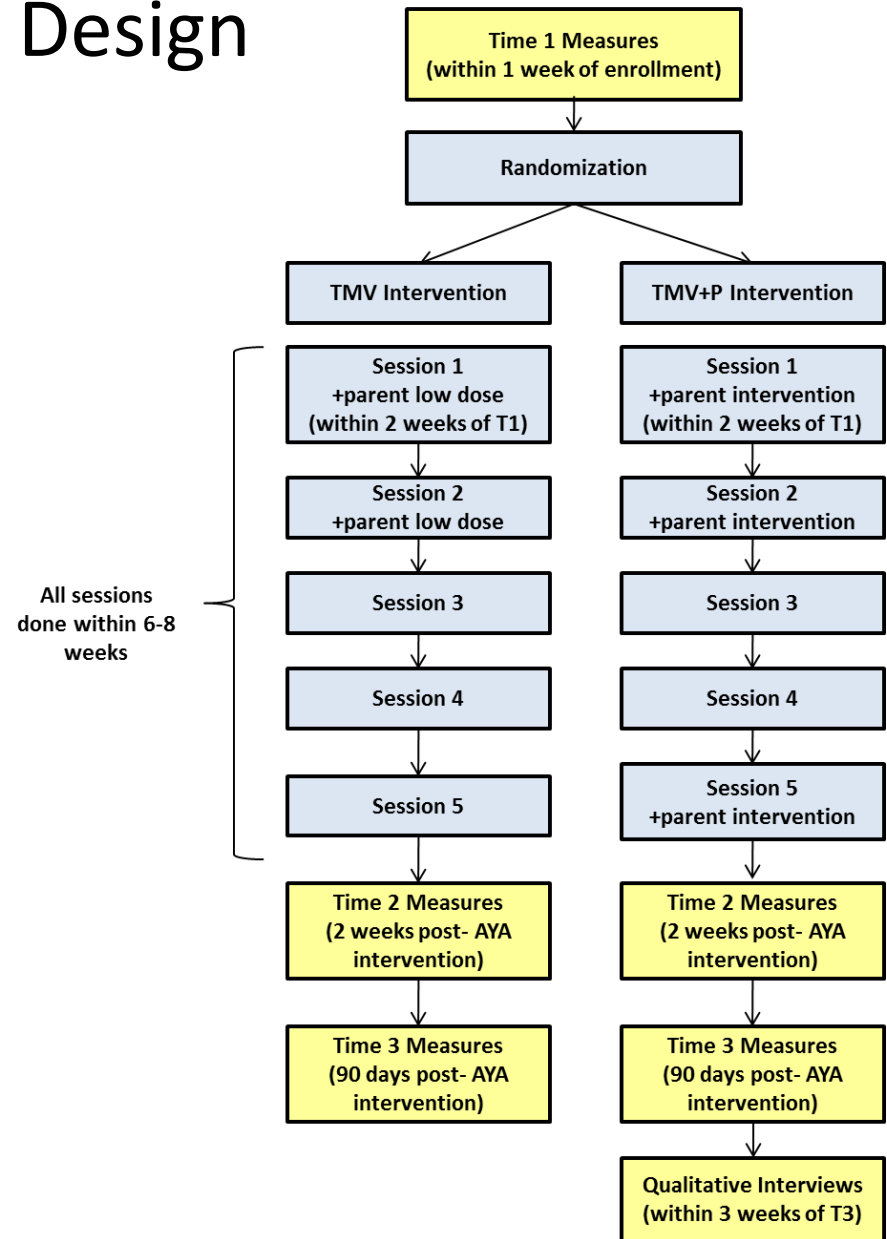 Design
Time 1 Measures
(within 1 week of enrollment)
Randomization
TMV Intervention
TMV+P Intervention
Session 1
+parent low dose
(within 2 weeks of T1)
Session 1
+parent intervention
(within 2 weeks of T1)
Session 2
+parent low dose
Session 2
+parent intervention
All sessions
done within 6-8
weeks
Session 3
Session 3
Session 4
Session 4
Session 5
Session 5
+parent intervention
Time 2 Measures
(2 weeks post- AYA
intervention)
Time 2 Measures
(2 weeks post- AYA
intervention)
Time 3 Measures
(90 days post- AYA
intervention)
Time 3 Measures
(90 days post- AYA
intervention)
Qualitative Interviews
(within 3 weeks of T3)